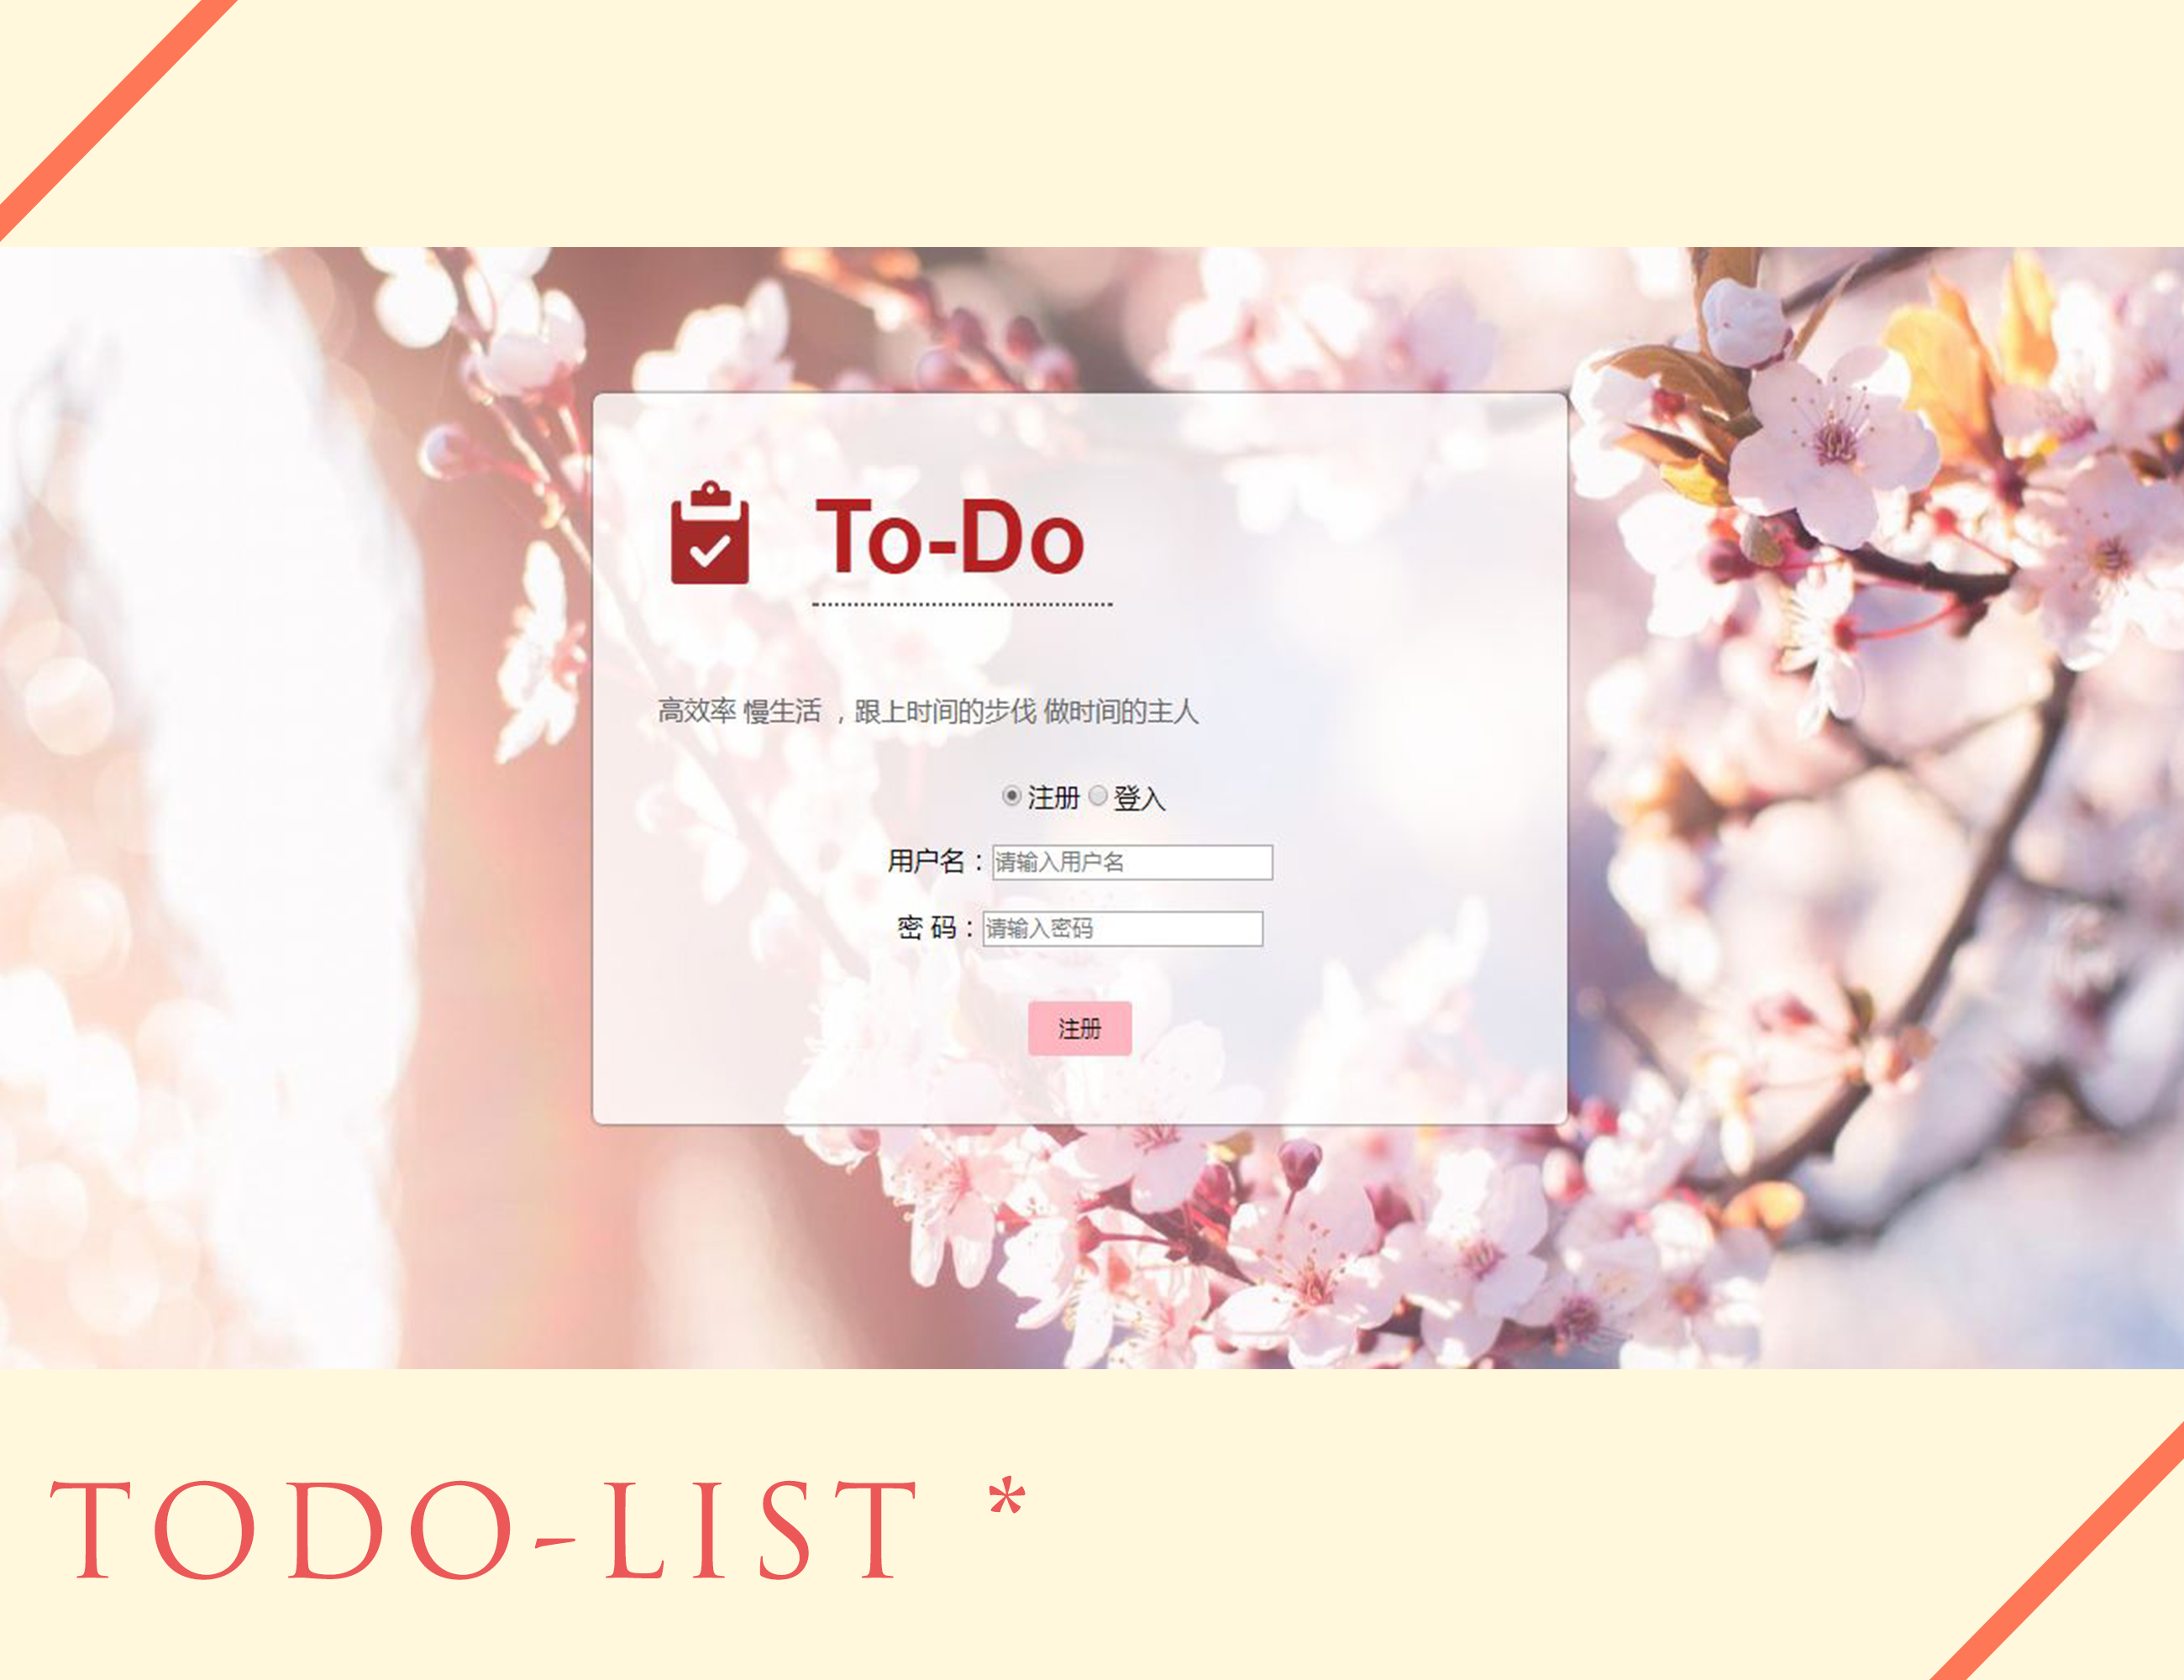 To-Do
高效率 慢生活 ，跟上时间的步伐 做时间的主人
注册 登入
用户名：请输入用户名
密 码：请输入密码
注册
TODO-LIST *